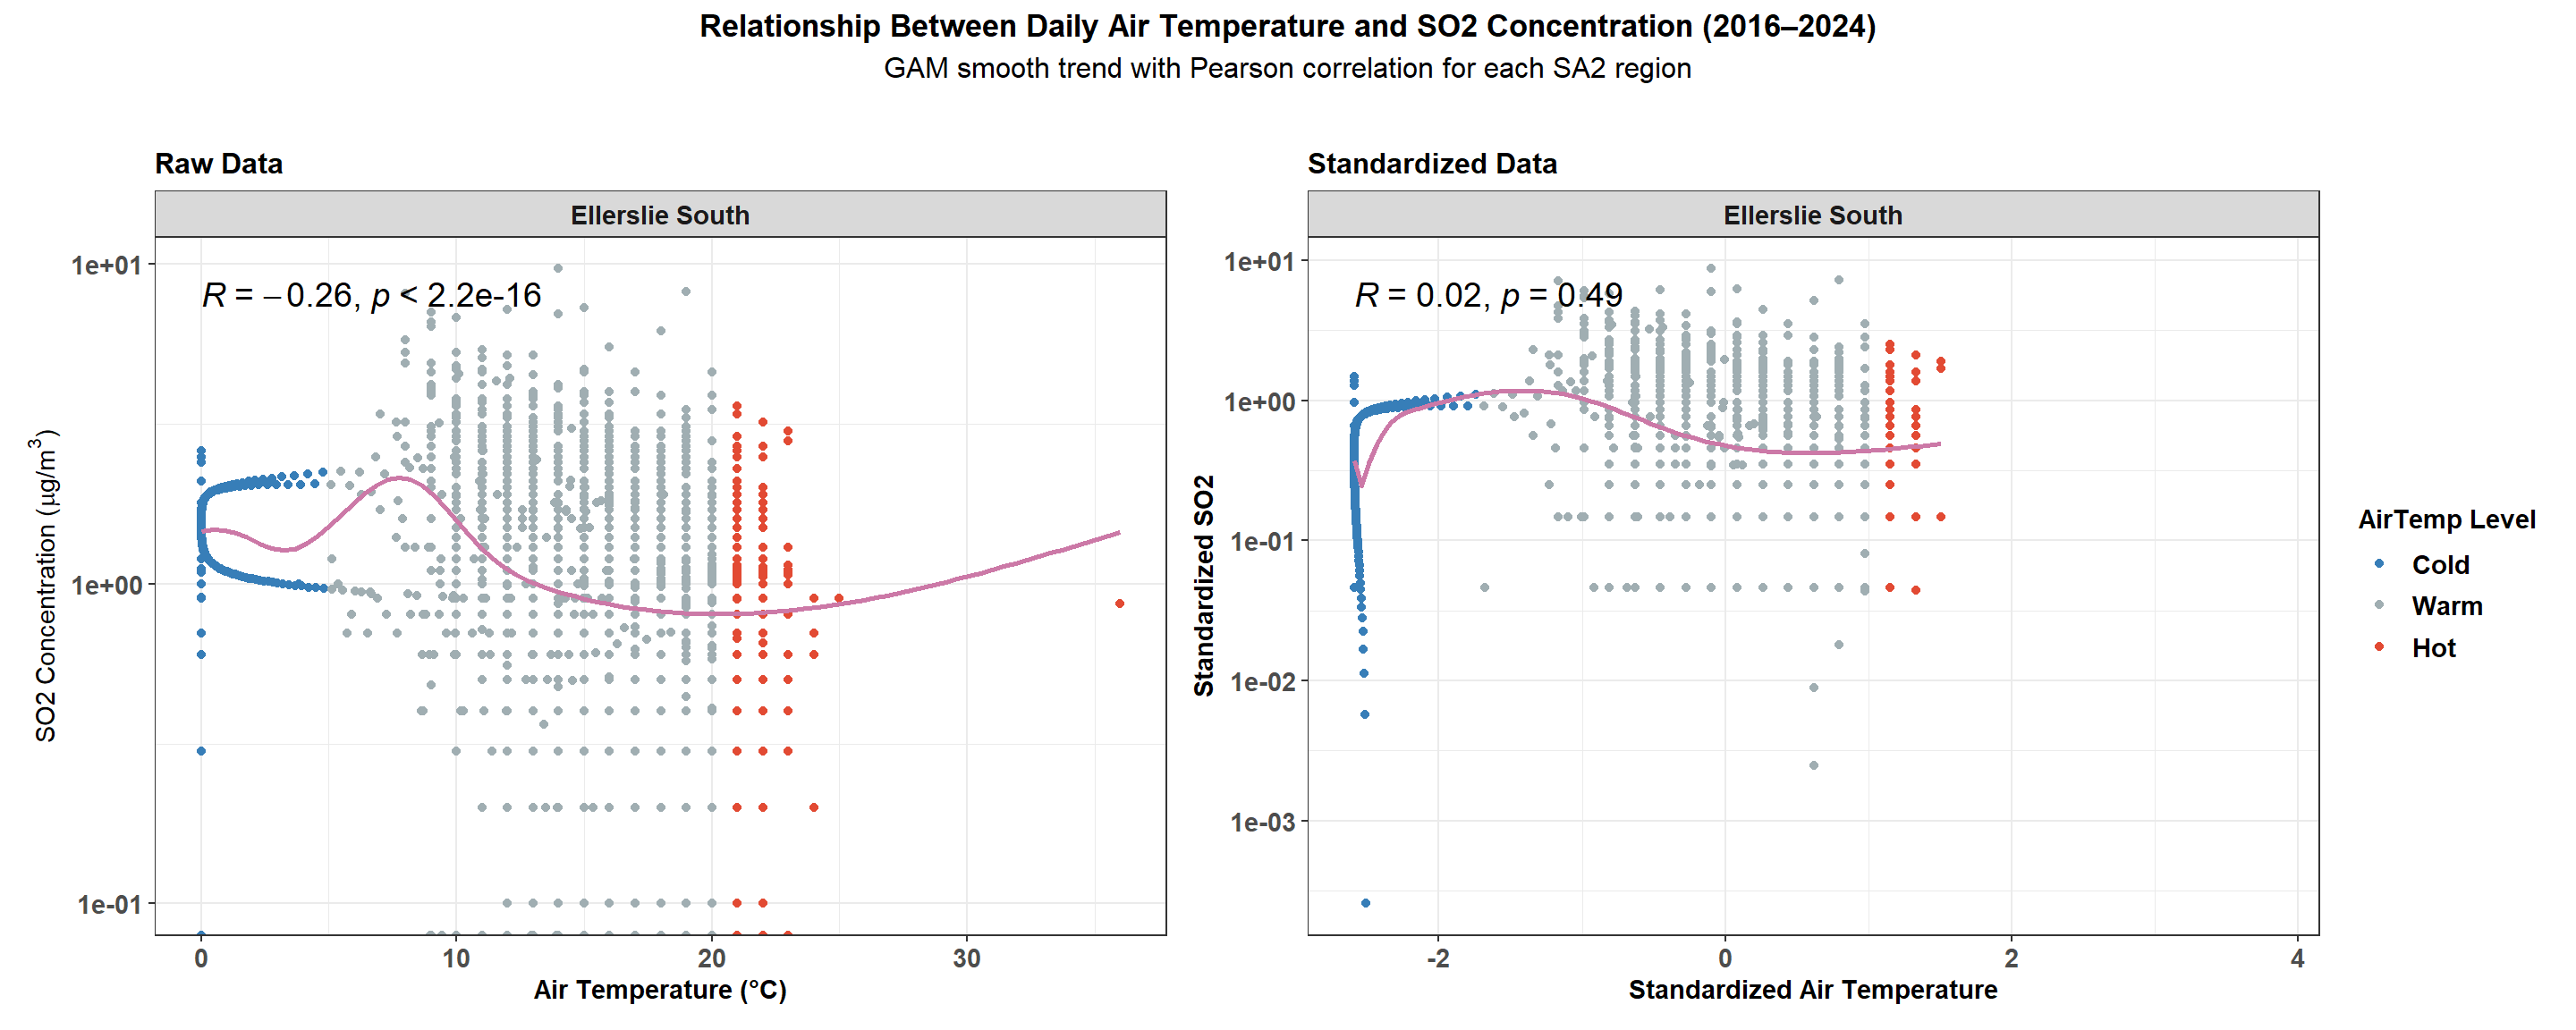 Relationship Between Daily Air Temperature and SO2 Concentration (2016–2024)
GAM smooth trend with Pearson correlation for each SA2 region
Raw Data
Ellerslie South
R = −0.26, p < 2.2e-16
SO2 Concentration (μg/m³)
1e+01
1e+00
1e-01
0 10 20 30
Air Temperature (°C)
Standardized Data
Ellerslie South
R = 0.02, p = 0.49
Standardized SO2
1e+01
1e+00
1e-01
1e-02
1e-03
-2 0 2 4
Standardized Air Temperature
AirTemp Level
Cold
Warm
Hot